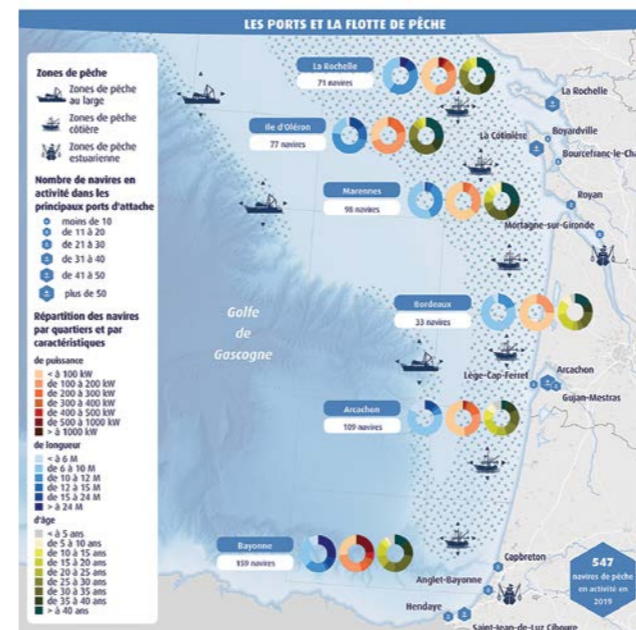 LES PORTS ET LA FLOTTE DE PÊCHE
Zones de pêche
Zones de pêche
au large
Zones de pêche
côtière
Zones de pêche
estuarienne
Nombre de navires en
activité dans les
principaux ports d'attache
moins de 10
de 11 à 20
de 21 à 30
de 31 à 40
de 41 à 50
plus de 50
Répartition des navires
par quartiers et par
caractéristiques
de puissance
< à 100 kW
de 100 à 200 kW
de 200 à 300 kW
de 300 à 400 kW
de 400 à 500 kW
de 500 à 1000 kW
> à 1000 kW
de longueur
< à 6 M
de 6 à 10 M
de 10 à 12 M
de 12 à 15 M
de 15 à 24 M
> à 24 M
d'âge
< à 5 ans
de 5 à 10 ans
de 10 à 15 ans
de 15 à 20 ans
de 20 à 25 ans
de 25 à 30 ans
de 30 à 35 ans
de 35 à 40 ans
> à 40 ans
La Rochelle
71 navires
Ile d'Oléron
77 navires
Marennes
98 navires
Bordeaux
33 navires
Arcachon
109 navires
Bayonne
159 navires
Golfe
de
Gascogne
La Rochelle
La Cotinière
Boyardville
Bourcefranc-le-Cha
Royan
Mortagne-sur-Gironde
Arcachon
Lège-Cap-Ferret
Gujan-Mestras
Capbreton
Anglet-Bayonne
Hendaye
Saint-Jean-de-Luz Ciboure
547
navires de pêche
en activité en
2019